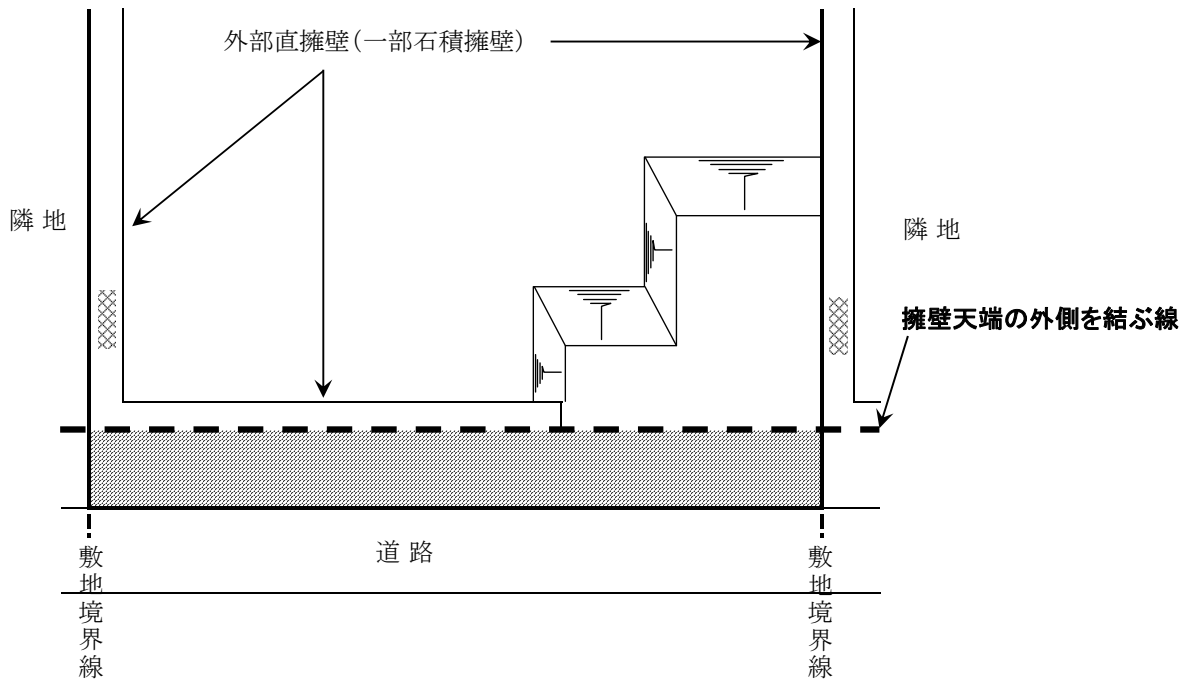 外部直擁壁（一部石積擁壁）
隣 地
隣 地
擁壁天端の外側を結ぶ線
道 路
敷地境界線
敷地境界線